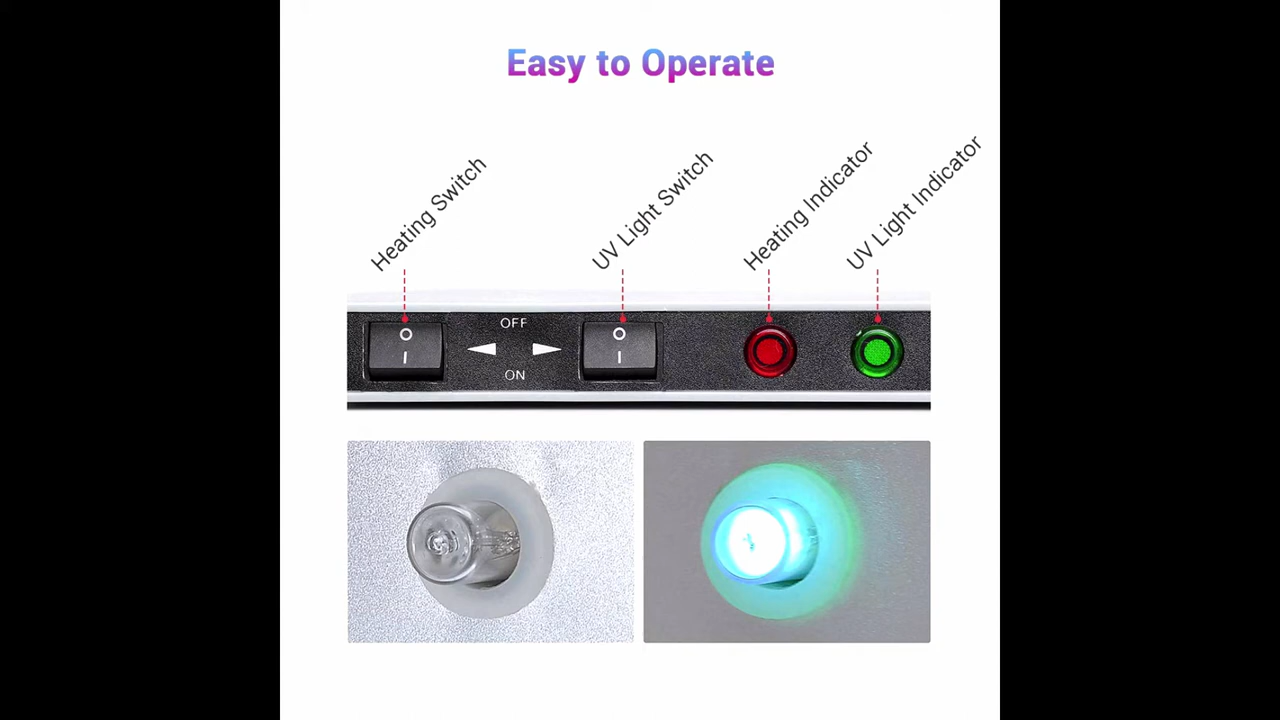 Easy to Operate
Heating Switch
UV Light Switch
Heating Indicator
UV Light Indicator
OFF
ON